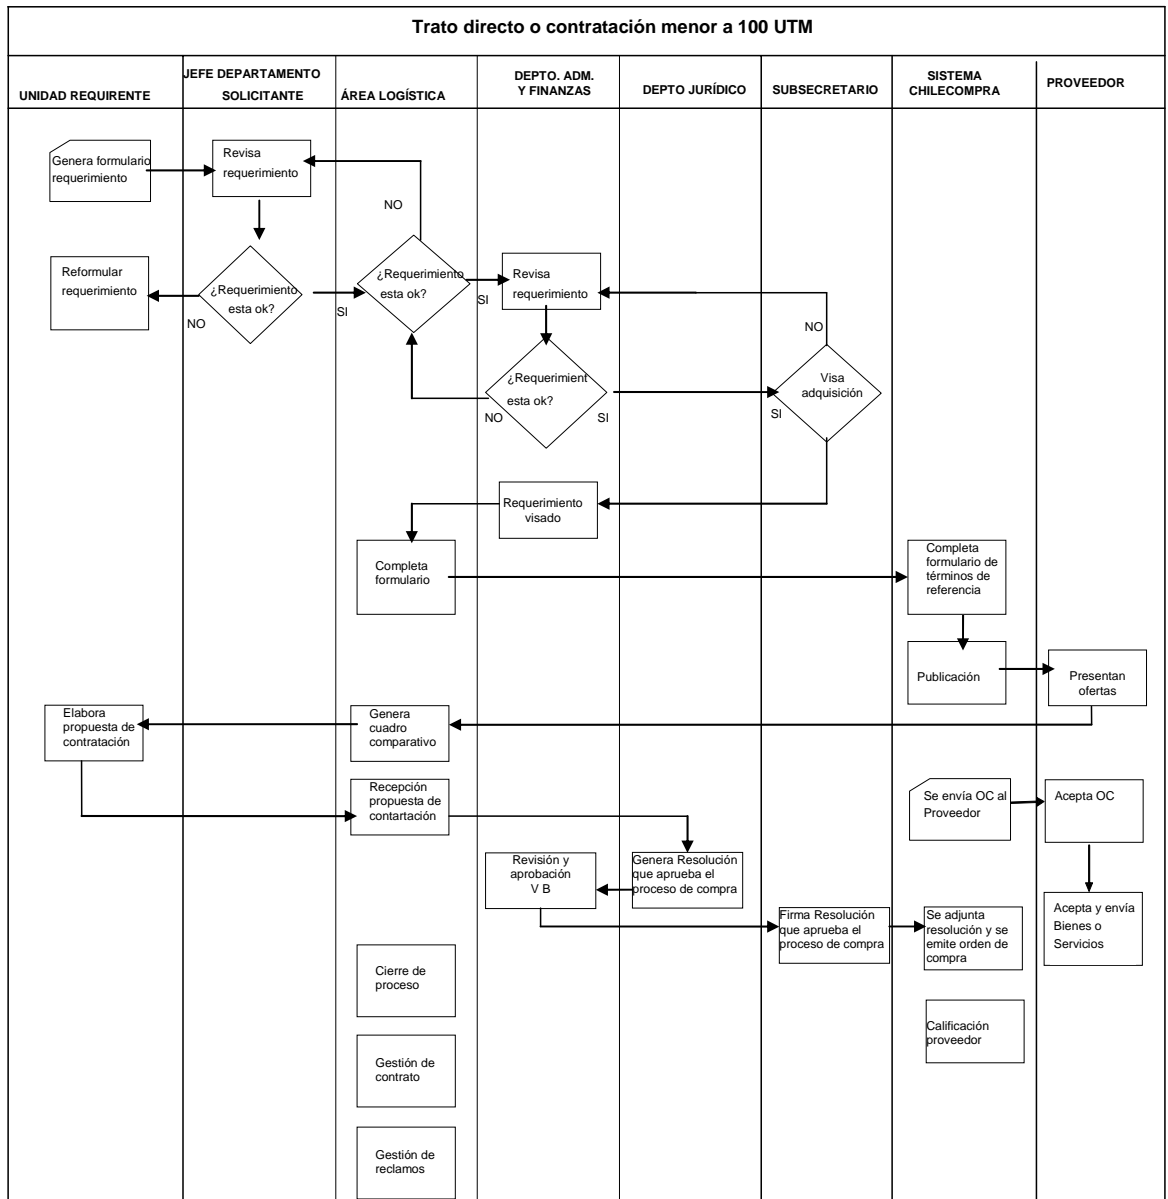 Trato directo o contratación menor a 100 UTM
UNIDAD REQUIRENTE
JEFE DEPARTAMENTO
SOLICITANTE
ÁREA LOGÍSTICA
DEPTO. ADM.
Y FINANZAS
DEPTO JURÍDICO
SUBSECRETARIO
SISTEMA
CHILECOMPRA
PROVEEDOR
Genera formulario
requerimiento
Revisa
requerimiento
NO
Reformular
requerimiento
¿Requerimiento
esta ok?
NO
SI
¿Requerimiento
esta ok?
SI
Revisa
requerimiento
NO
¿Requerimient
esta ok?
NO
SI
Visa
adquisición
SI
Requerimiento
visado
Completa
formulario
Completa
formulario de
términos de
referencia
Publicación
Presentan
ofertas
Elabora
propuesta de
contratación
Genera
cuadro
comparativo
Recepción
propuesta de
contartación
Se envía OC al
Proveedor
Acepta OC
Revisión y
aprobación
V B
Genera Resolución
que aprueba el
proceso de compra
Firma Resolución
que aprueba el
proceso de compra
Se adjunta
resolución y se
emite orden de
compra
Acepta y envía
Bienes o
Servicios
Cierre de
proceso
Calificación
proveedor
Gestión de
contrato
Gestión de
reclamos